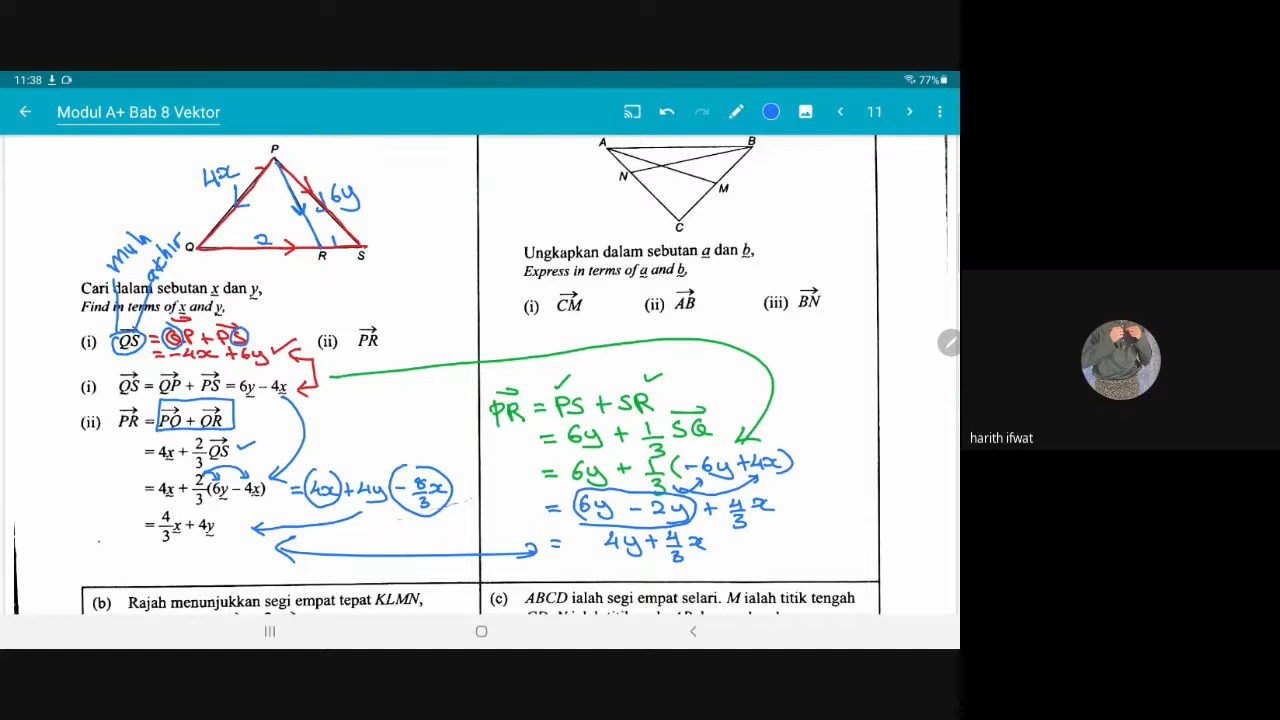 11:38
77%
Modul A+ Bab 8 Vektor
11
P
4x
6y
Q
2
R
1
S
mula
akhir
Cari dalam sebutan x dan y,
Find in terms of x and y,
(i) QS = QP + PS
= -4x + 6y
(ii) PR
(i) QS = QP + PS = 6y – 4x
(ii) PR = PQ + QR
= 4x + 2/3 QS
= 4x + 2/3(6y – 4x)
= 4x + 4y - 8/3x
= 4/3x + 4y
A
B
N
M
C
Ungkapkan dalam sebutan a dan b,
Express in terms of a and b,
(i) CM (ii) AB (iii) BN
PR = PS + SR
= 6y + 1/3 SQ
= 6y + 1/3(-6y+4x)
= 6y - 2y + 4/3 x
= 4y + 4/3 x
(b) Rajah menunjukkan segi empat tepat KLMN,
(c) ABCD ialah segi empat selari. M ialah titik tengah
harith ifwat